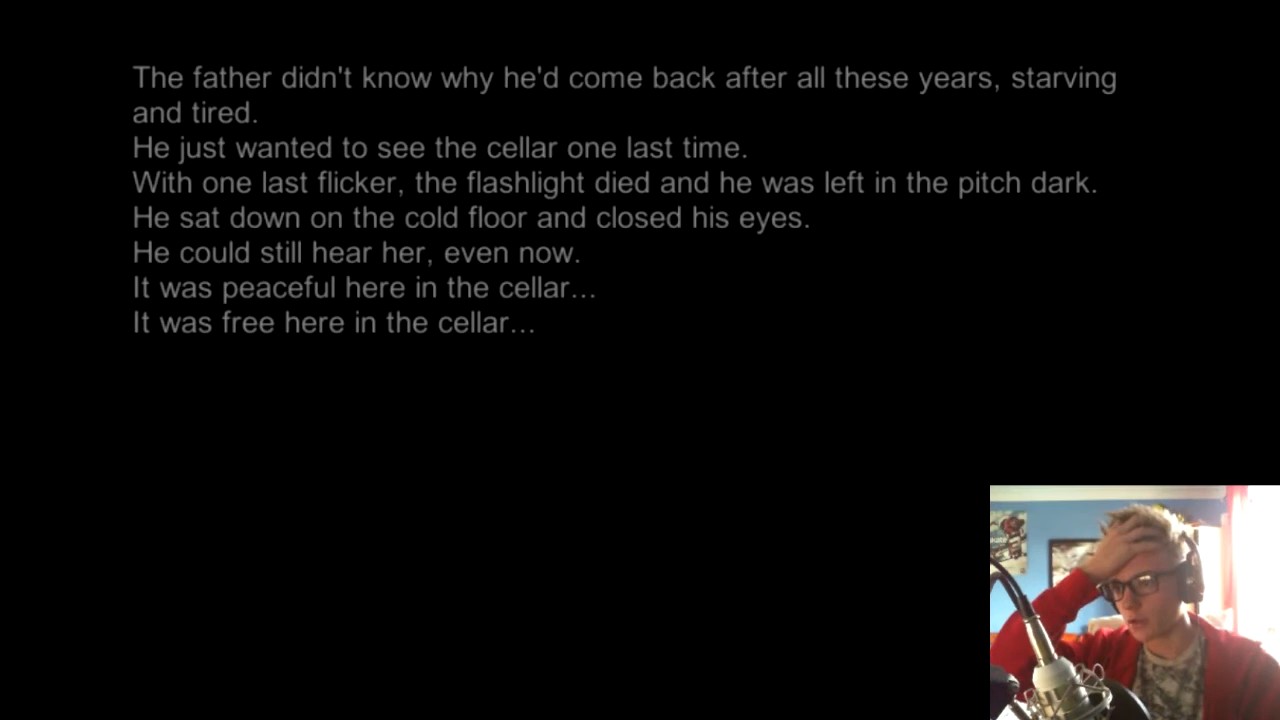 The father didn't know why he'd come back after all these years, starving
and tired.
He just wanted to see the cellar one last time.
With one last flicker, the flashlight died and he was left in the pitch dark.
He sat down on the cold floor and closed his eyes.
He could still hear her, even now.
It was peaceful here in the cellar...
It was free here in the cellar...